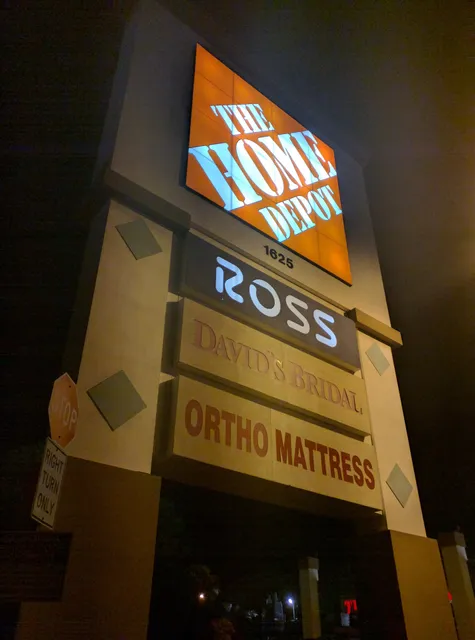 THE
HOME
DEPOT
1625
ROSS
DAVID'S BRIDAL
ORTHO MATTRESS
STOP
RIGHT
TURN
ONLY